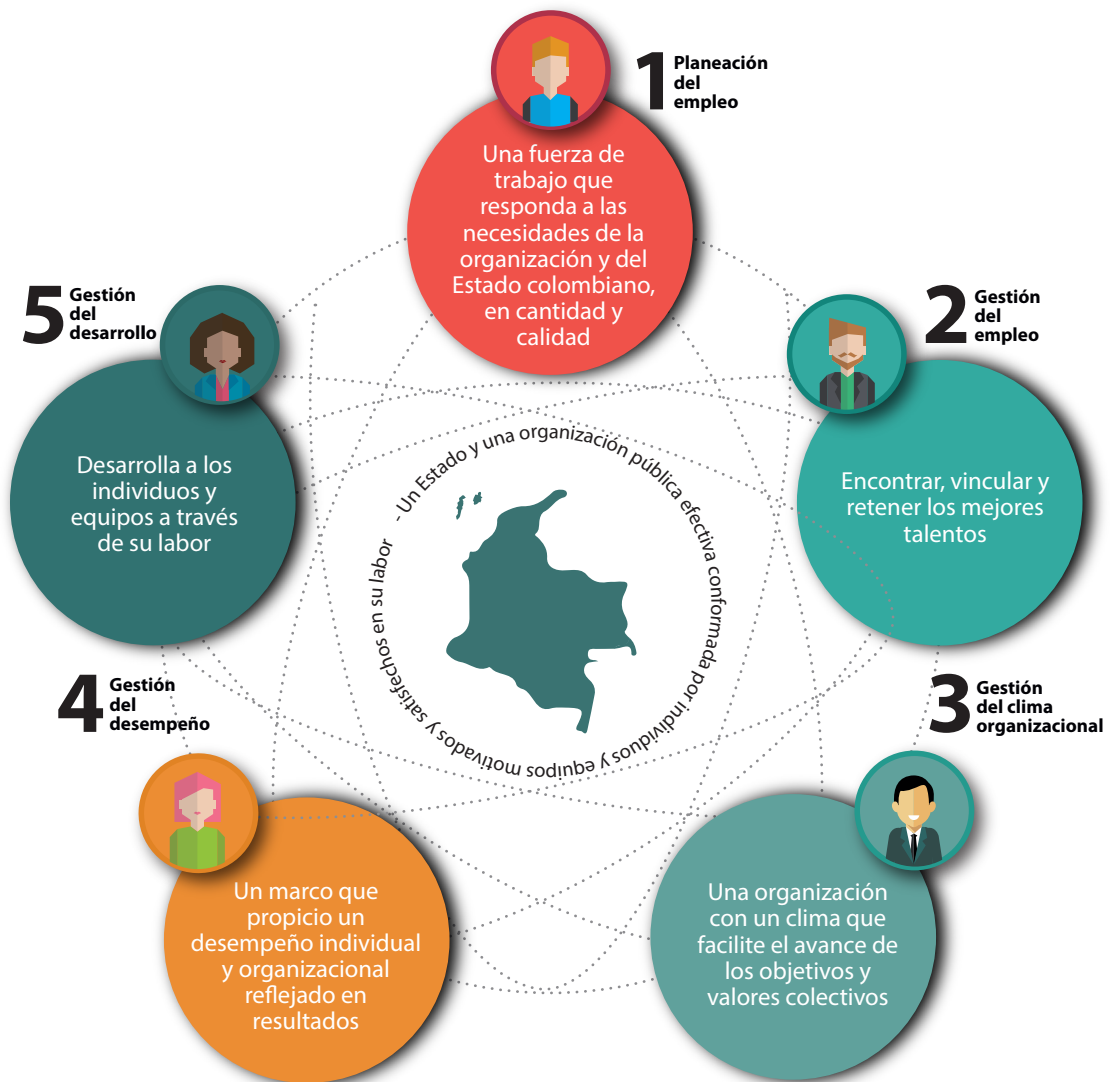 1
Planeación
del
empleo
Una fuerza de
trabajo que
responda a las
necesidades de la
organización y del
Estado colombiano,
en cantidad y
calidad
2
Gestión
del
empleo
Encontrar, vincular y
retener los mejores
talentos
3
Gestión
del clima
organizacional
Una organización
con un clima que
facilite el avance de
los objetivos y
valores colectivos
4
Gestión
del
desempeño
Un marco que
propicio un
desempeño individual
y organizacional
reflejado en
resultados
5
Gestión
del
desarrollo
Desarrolla a los
individuos y
equipos a través
de su labor
- Un Estado y una organización pública efectiva conformada por individuos y equipos motivados y satisfechos en su labor